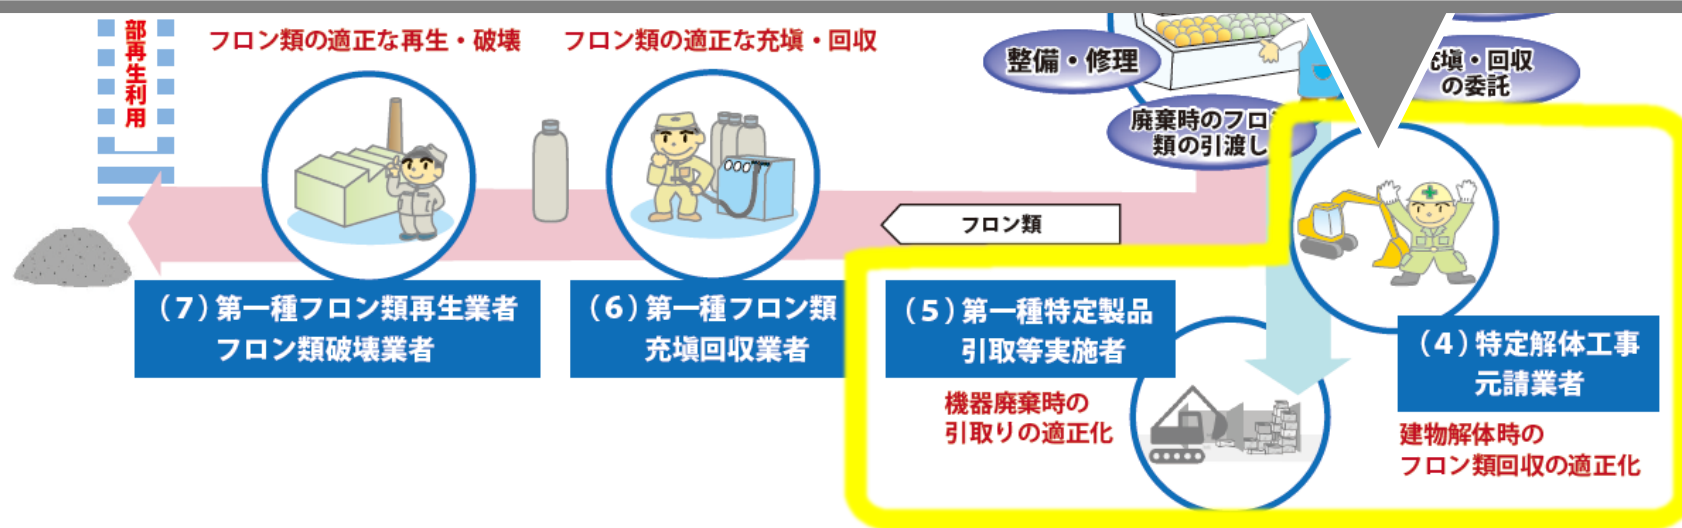 部再生利用
フロン類の適正な再生・破壊
フロン類の適正な充塡・回収
整備・修理
塡・回収
の委託
廃棄時のフロン
類の引渡し
フロン類
(7)第一種フロン類再生業者
フロン類破壊業者
(6)第一種フロン類
充塡回収業者
(5)第一種特定製品
引取等実施者
機器廃棄時の
引取りの適正化
(4)特定解体工事
元請業者
建物解体時の
フロン類回収の適正化